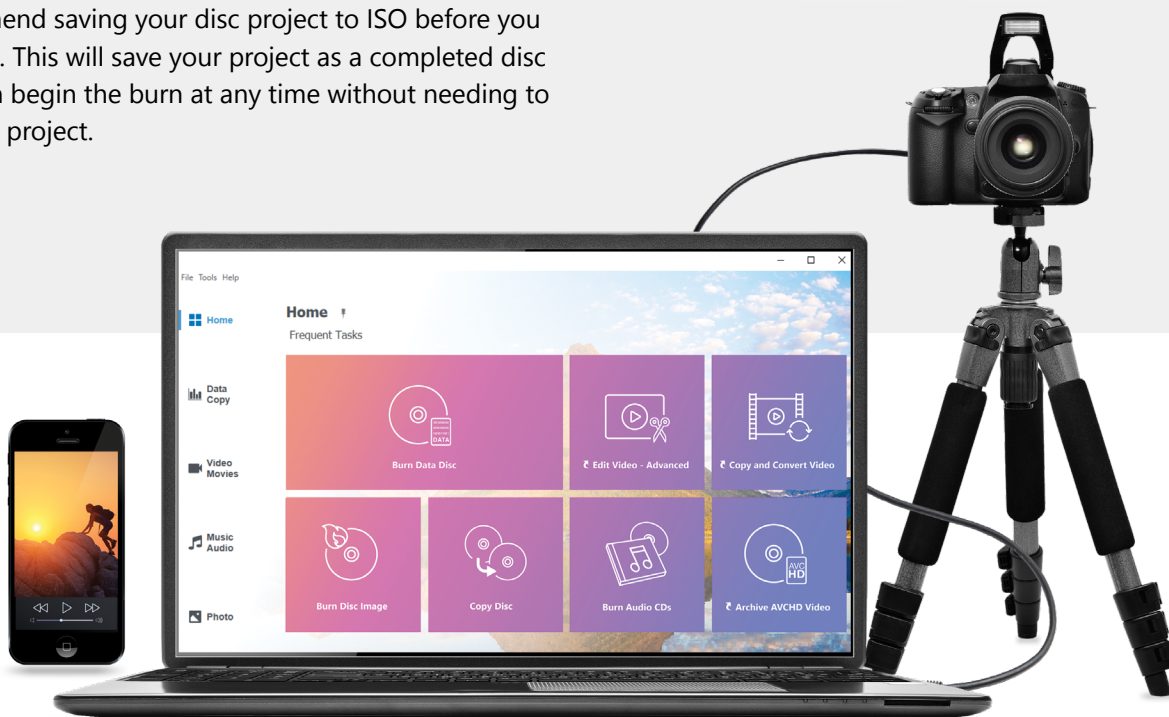 end saving your disc project to ISO before you
. This will save your project as a completed disc
begin the burn at any time without needing to
project.
File Tools Help
Home
Home
Frequent Tasks
Data
Copy
Video
Movies
Music
Audio
Photo
DATA
Burn Data Disc
Edit Video - Advanced
Copy and Convert Video
Burn Disc Image
Copy Disc
Burn Audio CDs
AVC
HD
Archive AVCHD Video